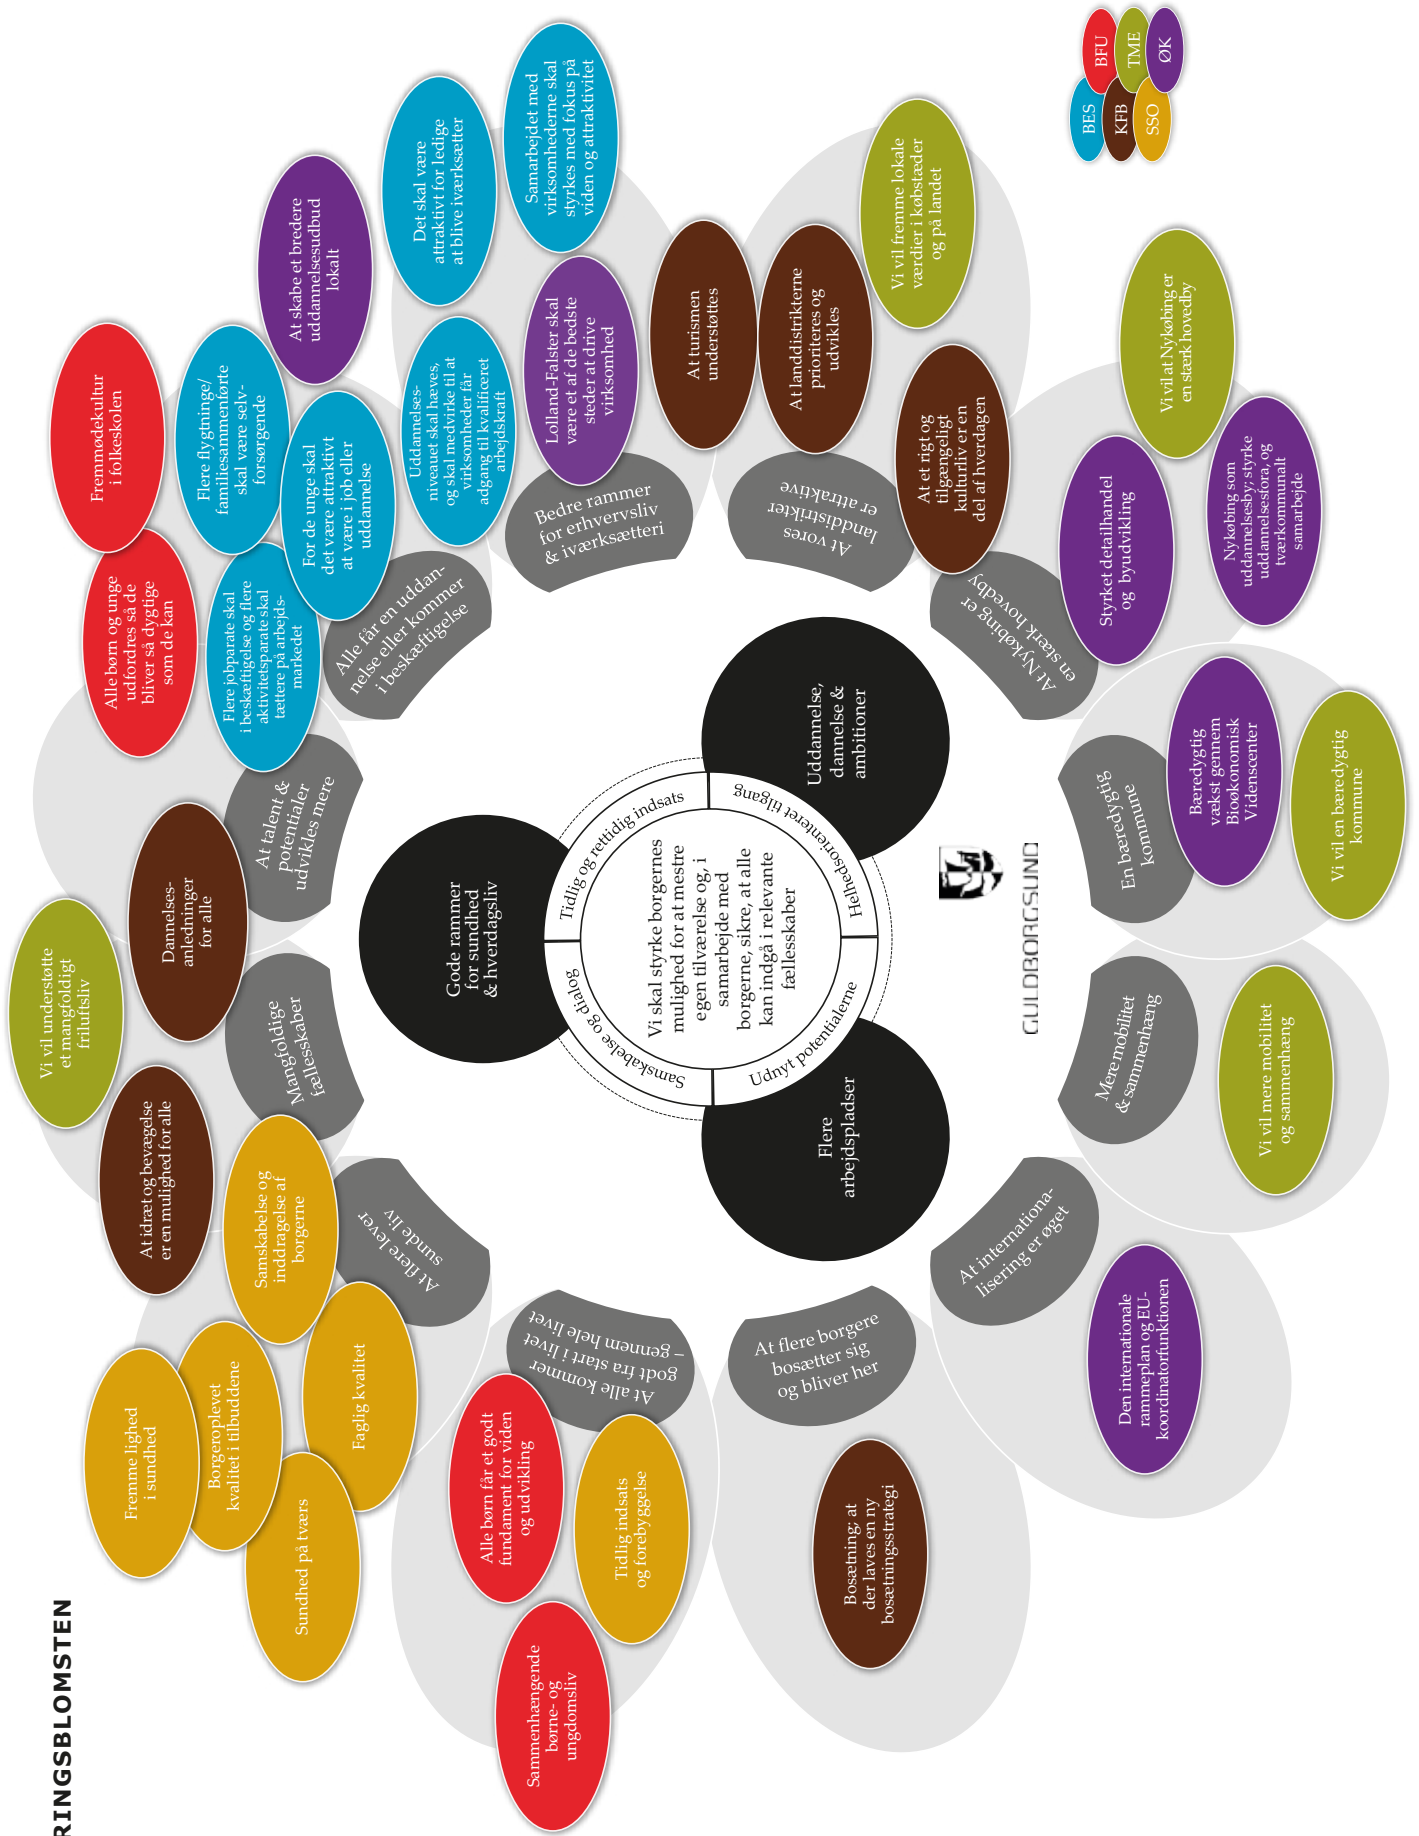 RINGSBLOMSTEN
Vi skal styrke borgernes
mulighed for at mestre
egen tilværelse og, i
samarbejde med
borgerne, sikre, at alle
kan indgå i relevante
fællesskaber
Samskabelse og dialog
Tidlig og rettidig indsats
Helhedsorienteret tilgang
Udnyt potentialerne
Gode rammer
for sundhed
& hverdagsliv
Uddannelse,
dannelse &
ambitioner
Flere
arbejdspladser
Mangfoldige
fællesskaber
Vi vil understøtte
et mangfoldigt
friluftsliv
At idræt og bevægelse
er en mulighed for alle
Dannelses-
anledninger
for alle
At talent &
potentialer
udvikles mere
Alle børn og unge
udfordres så de
bliver så dygtige
som de kan
Fremmødekultur
i folkeskolen
Alle får en uddan-
nelse eller kommer
i beskæftigelse
Flere jobparate skal
i beskæftigelse og flere
aktivitetsparate skal
tættere på arbejds-
markedet
Flere flygtninge/
familiesammenførte
skal være selv-
forsørgende
For de unge skal
det være attraktivt
at være i job eller
uddannelse
At skabe et bredere
uddannelsesudbud
lokalt
Bedre rammer
for erhvervsliv
& iværksætteri
Uddannelses-
niveauet skal hæves,
og skal medvirke til at
virksomheder får
adgang til kvalificeret
arbejdskraft
Det skal være
attraktivt for ledige
at blive iværksætter
Samarbejdet med
virksomhederne skal
styrkes med fokus på
viden og attraktivitet
Lolland-Falster skal
være et af de bedste
steder at drive
virksomhed
At turismen
understøttes
At vores
landdistrikter
er attraktive
At landdistrikterne
prioriteres og
udvikles
Vi vil fremme lokale
værdier i købstæder
og på landet
At et rigt og
tilgængeligt
kulturliv er en
del af hverdagen
At Nykøbing er
en stærk hovedby
Styrket detailhandel
og byudvikling
Vi vil at Nykøbing er
en stærk hovedby
Nykøbing som
uddannelsesby; styrke
uddannelsesfora, og
tværkommunalt
samarbejde
En bæredygtig
kommune
Bæredygtig
vækst gennem
Bioøkonomisk
Videnscenter
Vi vil en bæredygtig
kommune
Mere mobilitet
& sammenhæng
Vi vil mere mobilitet
og sammenhæng
At internationa-
lisering er øget
Den internationale
rammeplan og EU-
koordinatorfunktionen
At flere borgere
bosætter sig
og bliver her
Bosætning; at
der laves en ny
bosætningsstrategi
At alle kommer
godt fra start i livet
– gennem hele livet
Alle børn får et godt
fundament for viden
og udvikling
Tidlig indsats
og forebyggelse
Sammenhængende
børne- og
ungdomsliv
At flere lever
sunde liv
Samskabelse og
inddragelse af
borgerne
Faglig kvalitet
Borgeroplevet
kvalitet i tilbuddene
Fremme lighed
i sundhed
Sundhed på tværs
GULDBORGSUND
BES
BFU
KFB
TME
SSO
ØK